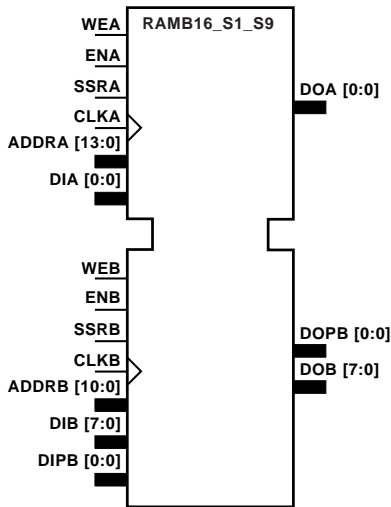 RAMB16_S1_S9
WEA
ENA
SSRA
CLKA
ADDRA [13:0]
DIA [0:0]
DOA [0:0]
WEB
ENB
SSRB
CLKB
ADDRB [10:0]
DIB [7:0]
DIPB [0:0]
DOPB [0:0]
DOB [7:0]